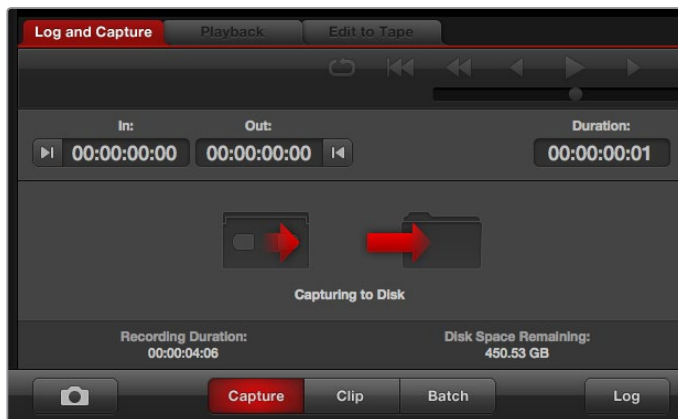 Log and Capture Playback Edit to Tape
In: Out: Duration:
00:00:00:00 00:00:00:00 00:00:00:01
Capturing to Disk
Recording Duration: Disk Space Remaining:
00:00:04:06 450.53 GB
Capture Clip Batch Log